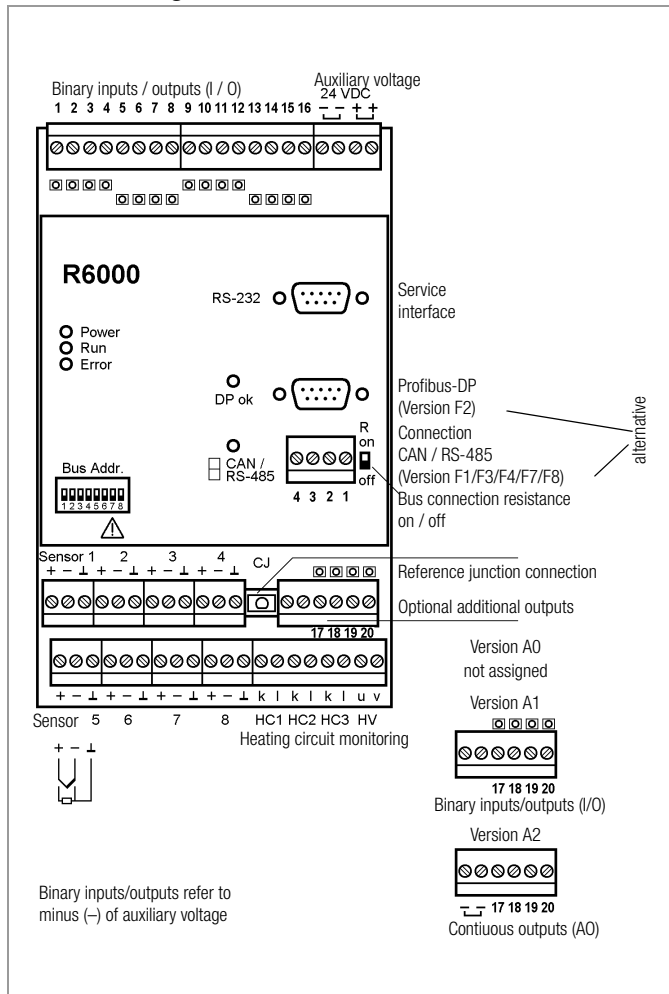 Binary inputs / outputs (I / O)
Auxiliary voltage
24 VDC
1 2 3 4 5 6 7 8 9 10 11 12 13 14 15 16 – – + +
R6000
RS-232
Service
interface
Power
Run
Error
DP ok
Profibus-DP
(Version F2)
alternative
R
on
off
CAN /
RS-485
4 3 2 1
Connection
CAN / RS-485
(Version F1/F3/F4/F7/F8)
Bus connection resistance
on / off
Bus Addr.
1 2 3 4 5 6 7 8
Sensor 1 2 3 4 CJ
+ – ⊥ + – ⊥ + – ⊥ + – ⊥
Reference junction connection
Optional additional outputs
17 18 19 20
+ – ⊥ + – ⊥ + – ⊥ + – ⊥ k l k l k l u v
Sensor 5 6 7 8 HC1 HC2 HC3 HV
Heating circuit monitoring
+ – ⊥
Version A0
not assigned
Version A1
17 18 19 20
Binary inputs/outputs (I/O)
Version A2
– – 17 18 19 20
Contiuous outputs (AO)
Binary inputs/outputs refer to
minus (–) of auxiliary voltage